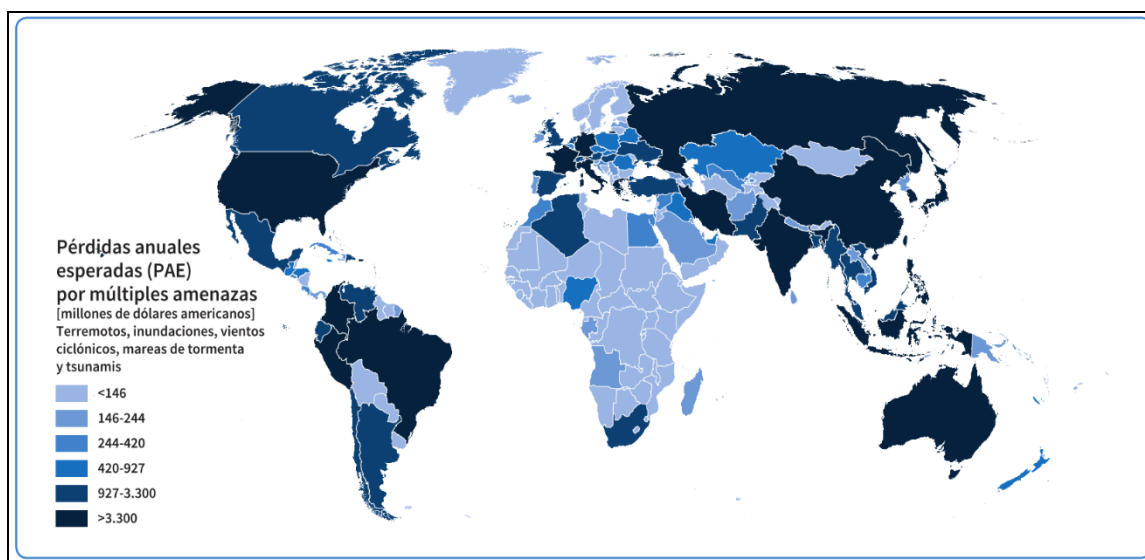 Pérdidas anuales
esperadas (PAE)
por múltiples amenazas
[millones de dólares americanos]
Terremotos, inundaciones, vientos
ciclónicos, mareas de tormenta
y tsunamis
<146
146-244
244-420
420-927
927-3.300
>3.300